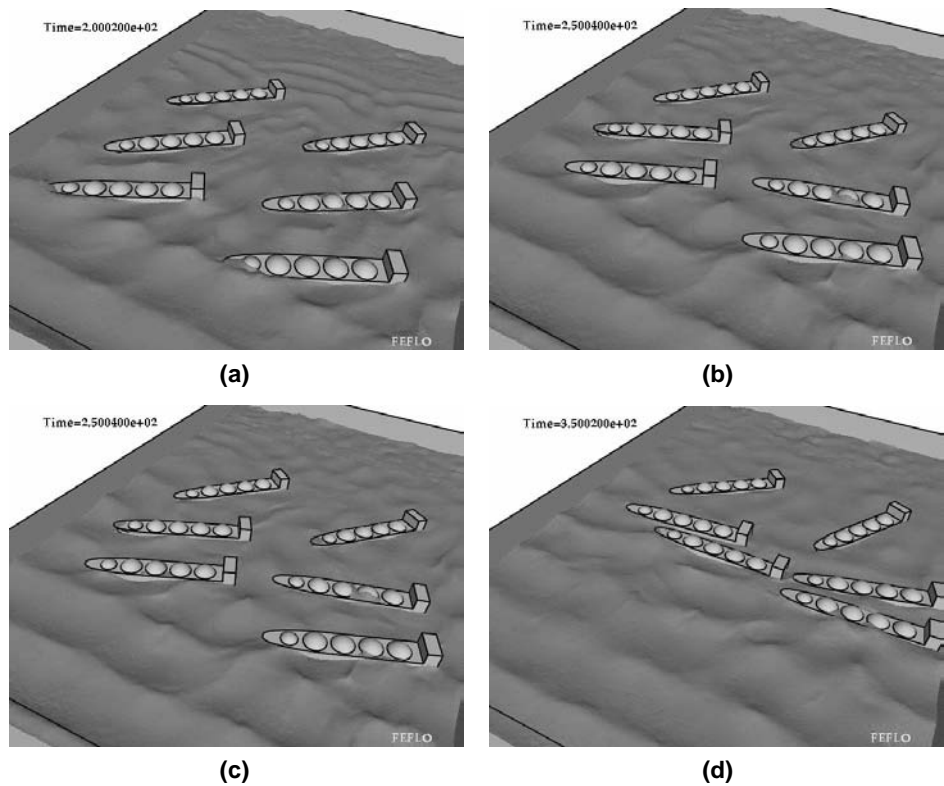 Time=2.000200e+02
FEFLO
(a)
Time=2.500400e+02
FEFLO
(b)
Time=2.500400e+02
FEFLO
(c)
Time=3.500200e+02
FEFLO
(d)